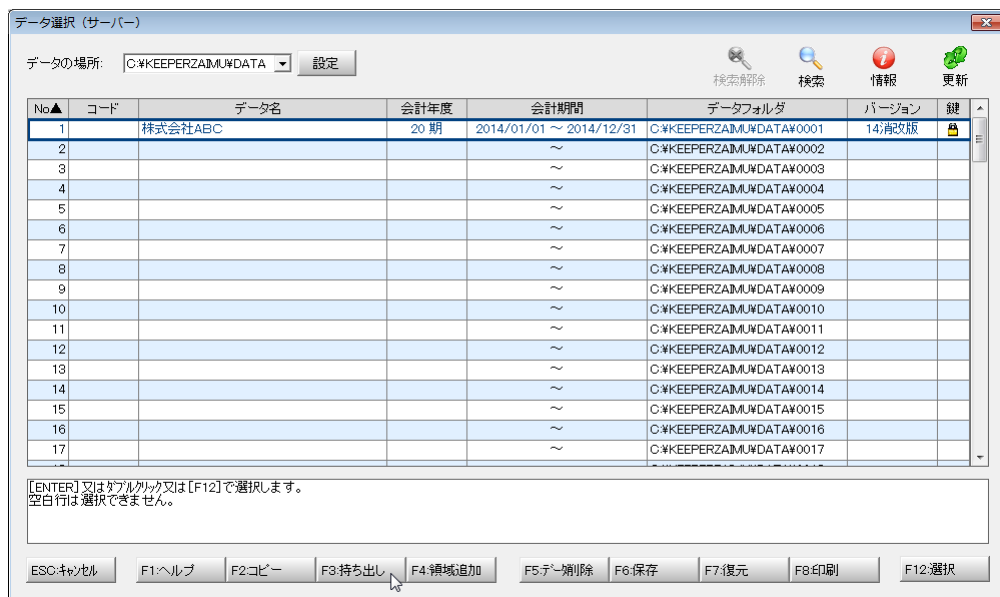 データ選択（サーバー）
データの場所: C:¥KEEPERZAIMU¥DATA 設定 検索解除 検索 情報 更新
No▲ コード データ名 会計年度 会計期間 データフォルダ バージョン 鍵
1 株式会社ABC 20 期 2014/01/01 ～ 2014/12/31 C:¥KEEPERZAIMU¥DATA¥0001 14消改版
2 ～ C:¥KEEPERZAIMU¥DATA¥0002
3 ～ C:¥KEEPERZAIMU¥DATA¥0003
4 ～ C:¥KEEPERZAIMU¥DATA¥0004
5 ～ C:¥KEEPERZAIMU¥DATA¥0005
6 ～ C:¥KEEPERZAIMU¥DATA¥0006
7 ～ C:¥KEEPERZAIMU¥DATA¥0007
8 ～ C:¥KEEPERZAIMU¥DATA¥0008
9 ～ C:¥KEEPERZAIMU¥DATA¥0009
10 ～ C:¥KEEPERZAIMU¥DATA¥0010
11 ～ C:¥KEEPERZAIMU¥DATA¥0011
12 ～ C:¥KEEPERZAIMU¥DATA¥0012
13 ～ C:¥KEEPERZAIMU¥DATA¥0013
14 ～ C:¥KEEPERZAIMU¥DATA¥0014
15 ～ C:¥KEEPERZAIMU¥DATA¥0015
16 ～ C:¥KEEPERZAIMU¥DATA¥0016
17 ～ C:¥KEEPERZAIMU¥DATA¥0017
[ENTER]又はﾀﾞﾌﾞﾙｸﾘｯｸ又は[F12]で選択します。
空白行は選択できません。
ESC:ｷｬﾝｾﾙ F1:ヘルプ F2:コピー F3:持ち出し F4:領域追加 F5:ﾃﾞｰﾀ削除 F6:保存 F7:復元 F8:印刷 F12:選択